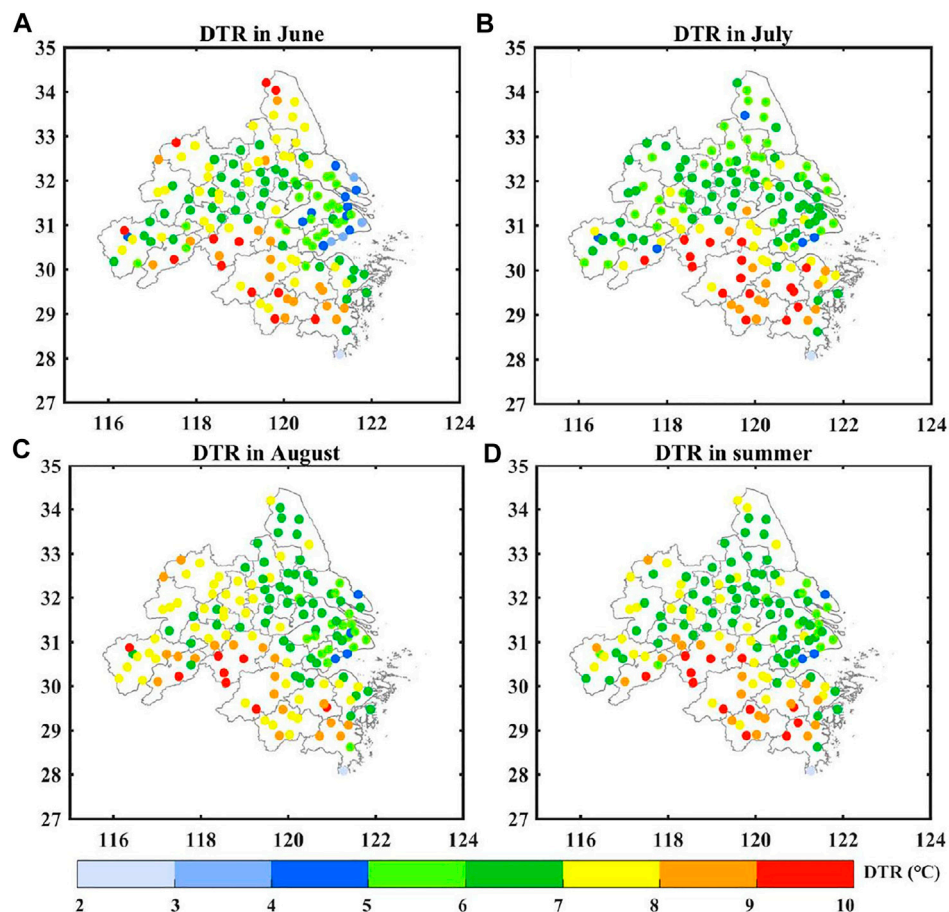 A
DTR in June
35
34
33
32
31
30
29
28
27
116 118 120 122 124
B
DTR in July
35
34
33
32
31
30
29
28
27
116 118 120 122 124
C
DTR in August
35
34
33
32
31
30
29
28
27
116 118 120 122 124
D
DTR in summer
35
34
33
32
31
30
29
28
27
116 118 120 122 124
DTR (°C)
2 3 4 5 6 7 8 9 10